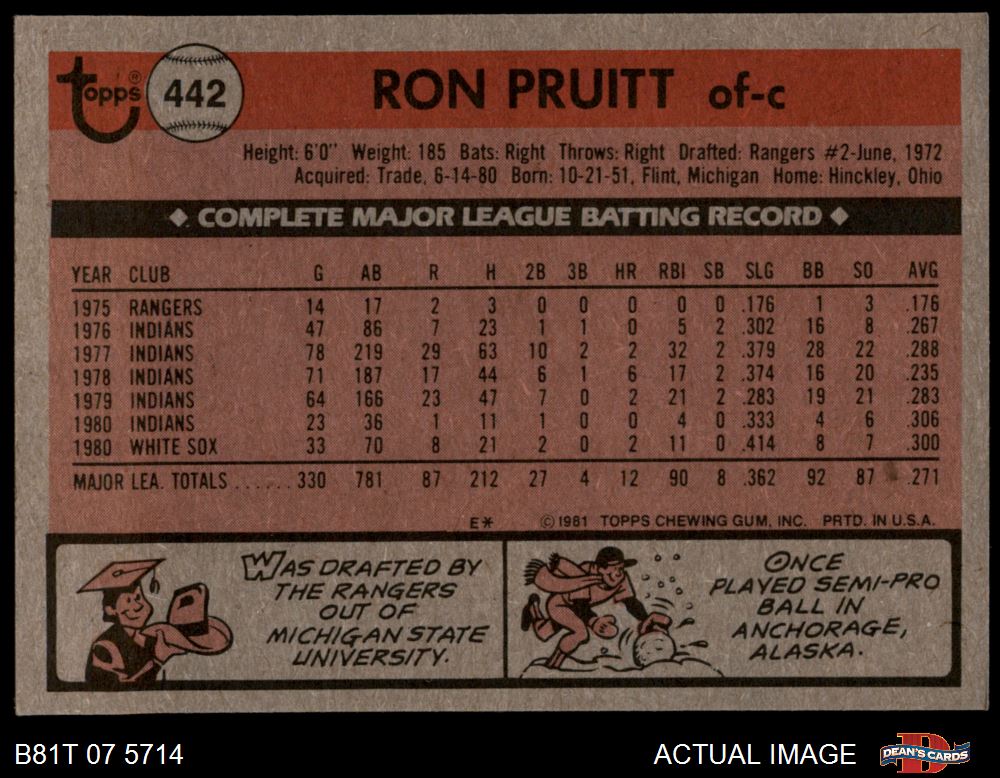 topps® 442 RON PRUITT of-c
Height: 6'0" Weight: 185 Bats: Right Throws: Right Drafted: Rangers #2-June, 1972
Acquired: Trade, 6-14-80 Born: 10-21-51, Flint, Michigan Home: Hinckley, Ohio
◆ COMPLETE MAJOR LEAGUE BATTING RECORD ◆
YEAR CLUB G AB R H 2B 3B HR RBI SB SLG BB SO AVG
1975 RANGERS 14 17 2 3 0 0 0 0 0 .176 1 3 .176
1976 INDIANS 47 86 7 23 1 1 0 5 2 .302 16 8 .267
1977 INDIANS 78 219 29 63 10 2 2 32 2 .379 28 22 .288
1978 INDIANS 71 187 17 44 6 1 6 17 2 .374 16 20 .235
1979 INDIANS 64 166 23 47 7 0 2 21 2 .283 19 21 .283
1980 INDIANS 23 36 1 11 1 0 0 4 0 .333 4 6 .306
1980 WHITE SOX 33 70 8 21 2 0 2 11 0 .414 8 7 .300
MAJOR LEA. TOTALS ...... 330 781 87 212 27 4 12 90 8 .362 92 87 .271
E* © 1981 TOPPS CHEWING GUM, INC. PRTD. IN U.S.A.
WAS DRAFTED BY
THE RANGERS
OUT OF
MICHIGAN STATE
UNIVERSITY.
ONCE
PLAYED SEMI-PRO
BALL IN
ANCHORAGE,
ALASKA.
B81T 07 5714 ACTUAL IMAGE DEAN'S CARDS